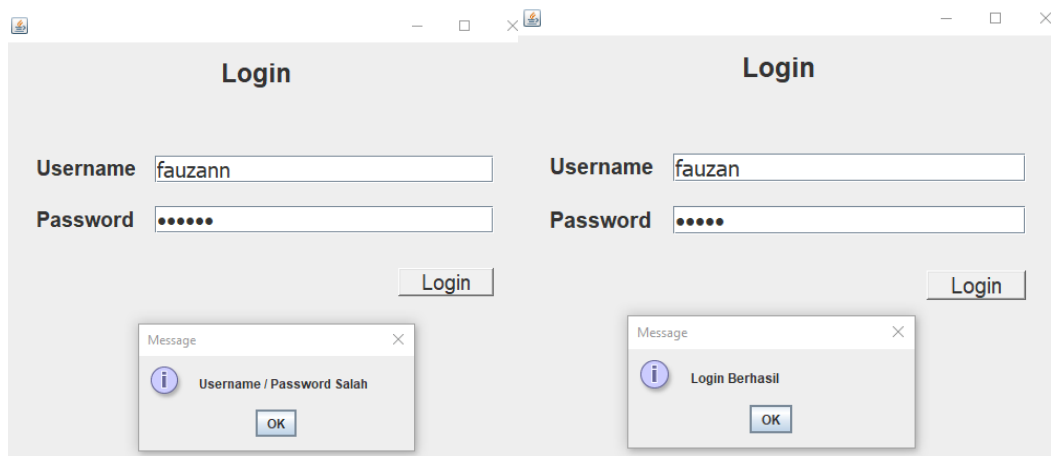 Login
Username fauzann
Password ••••••
Login
Message
Username / Password Salah
OK
Login
Username fauzan
Password •••••
Login
Message
Login Berhasil
OK